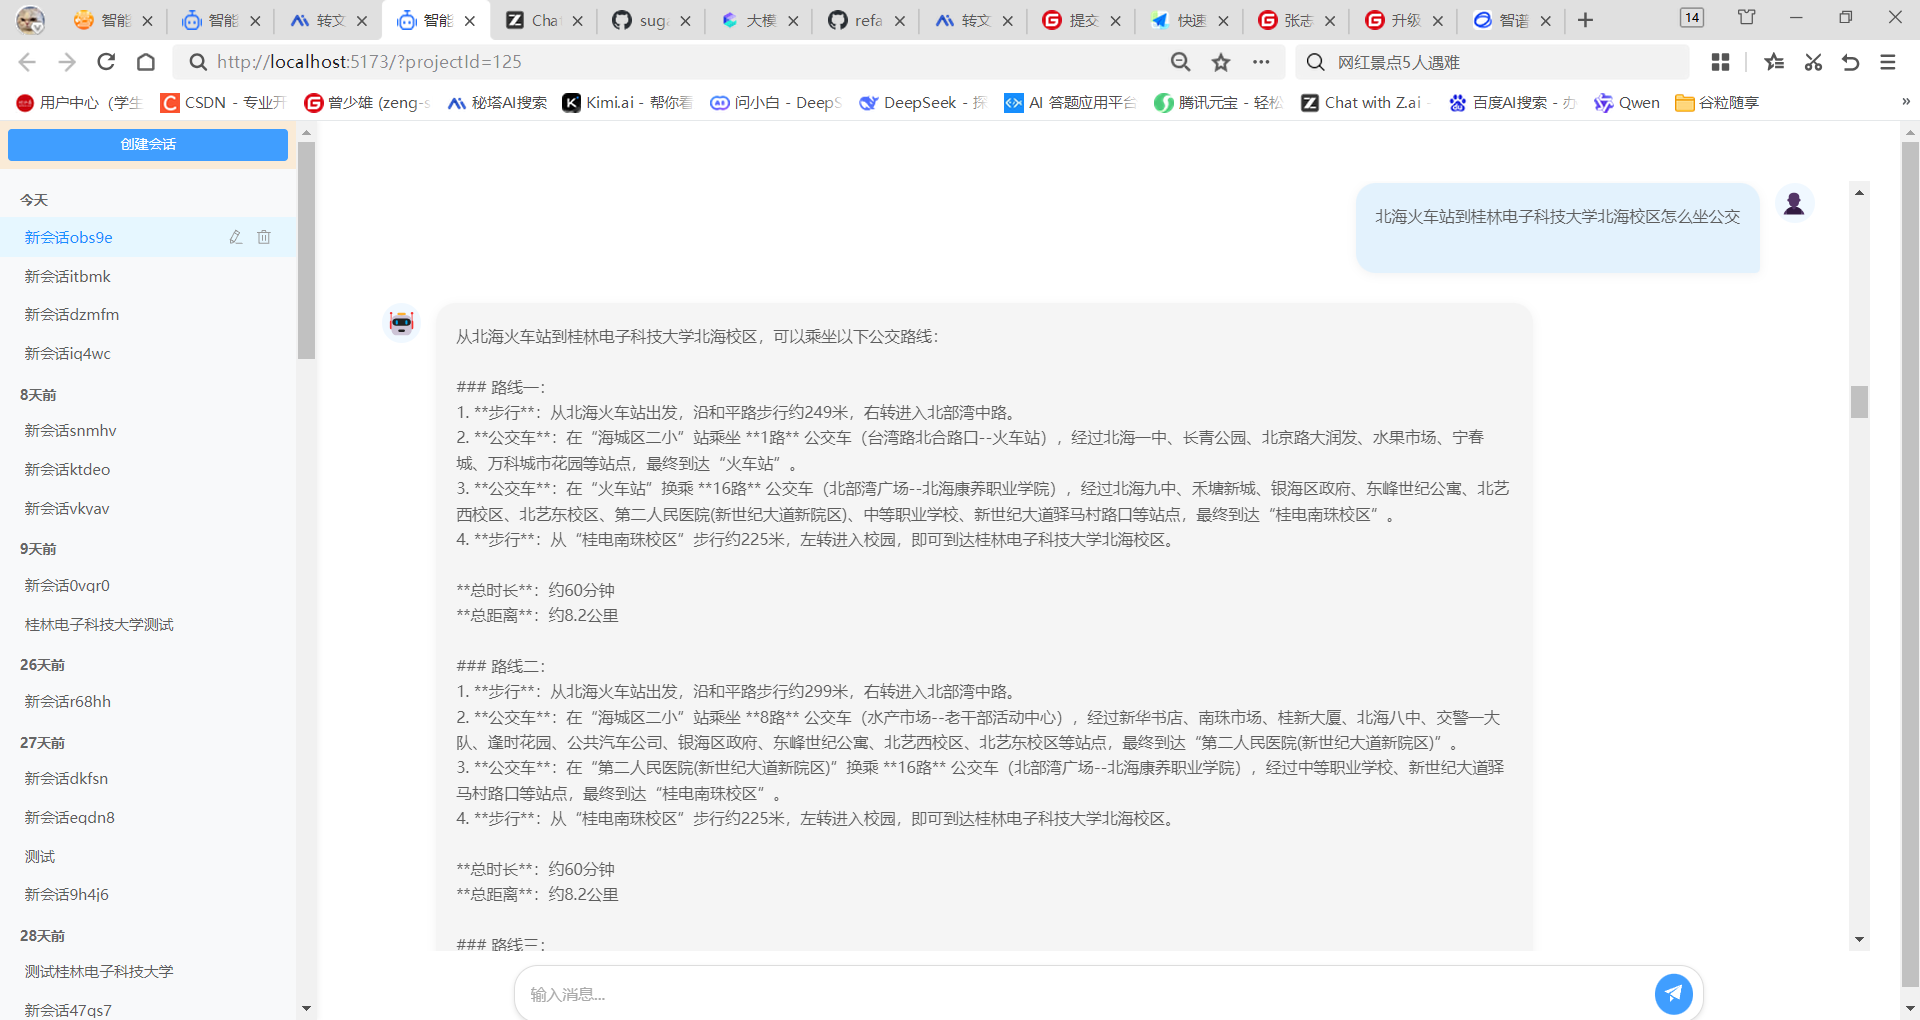 智能
智能
转文
智能
Cha
suga
大模
refa
转文
提交
快速
张志
升级
智谱
14
http://localhost:5173/?projectId=125
网红景点5人遇难
用户中心 (学生
CSDN - 专业开
曾少雄 (zeng-s
秘塔AI搜索
Kimi.ai - 帮你看
问小白 - DeepS
DeepSeek - 探
AI 答题应用平台
腾讯元宝 - 轻松
Chat with Z.ai -
百度AI搜索 - 办
Qwen
谷粒随享
创建会话
今天
新会话obs9e
新会话itbmk
新会话dzmfm
新会话iq4wc
8天前
新会话snmhv
新会话ktdeo
新会话vkvav
9天前
新会话0vqr0
桂林电子科技大学测试
26天前
新会话r68hh
27天前
新会话dkfsn
新会话eqdn8
测试
新会话9h4j6
28天前
测试桂林电子科技大学
新会话47qs7
北海火车站到桂林电子科技大学北海校区怎么坐公交
从北海火车站到桂林电子科技大学北海校区，可以乘坐以下公交路线：
### 路线一：
1. **步行**：从北海火车站出发，沿和平路步行约249米，右转进入北部湾中路。
2. **公交车**：在“海城区二小”站乘坐 **1路** 公交车（台湾路北合路口--火车站），经过北海一中、长青公园、北京路大润发、水果市场、宁春
城、万科城市花园等站点，最终到达“火车站”。
3. **公交车**：在“火车站”换乘 **16路** 公交车（北部湾广场--北海康养职业学院），经过北海九中、禾塘新城、银海区政府、东峰世纪公寓、北艺
西校区、北艺东校区、第二人民医院(新世纪大道新院区)、中等职业学校、新世纪大道驿马村路口等站点，最终到达“桂电南珠校区”。
4. **步行**：从“桂电南珠校区”步行约225米，左转进入校园，即可到达桂林电子科技大学北海校区。
**总时长**：约60分钟
**总距离**：约8.2公里
### 路线二：
1. **步行**：从北海火车站出发，沿和平路步行约299米，右转进入北部湾中路。
2. **公交车**：在“海城区二小”站乘坐 **8路** 公交车（水产市场--老干部活动中心），经过新华书店、南珠市场、桂新大厦、北海八中、交警一大
队、逢时花园、公共汽车公司、银海区政府、东峰世纪公寓、北艺西校区、北艺东校区等站点，最终到达“第二人民医院(新世纪大道新院区)”。
3. **公交车**：在“第二人民医院(新世纪大道新院区)”换乘 **16路** 公交车（北部湾广场--北海康养职业学院），经过中等职业学校、新世纪大道驿
马村路口等站点，最终到达“桂电南珠校区”。
4. **步行**：从“桂电南珠校区”步行约225米，左转进入校园，即可到达桂林电子科技大学北海校区。
**总时长**：约60分钟
**总距离**：约8.2公里
### 路线三：
输入消息...